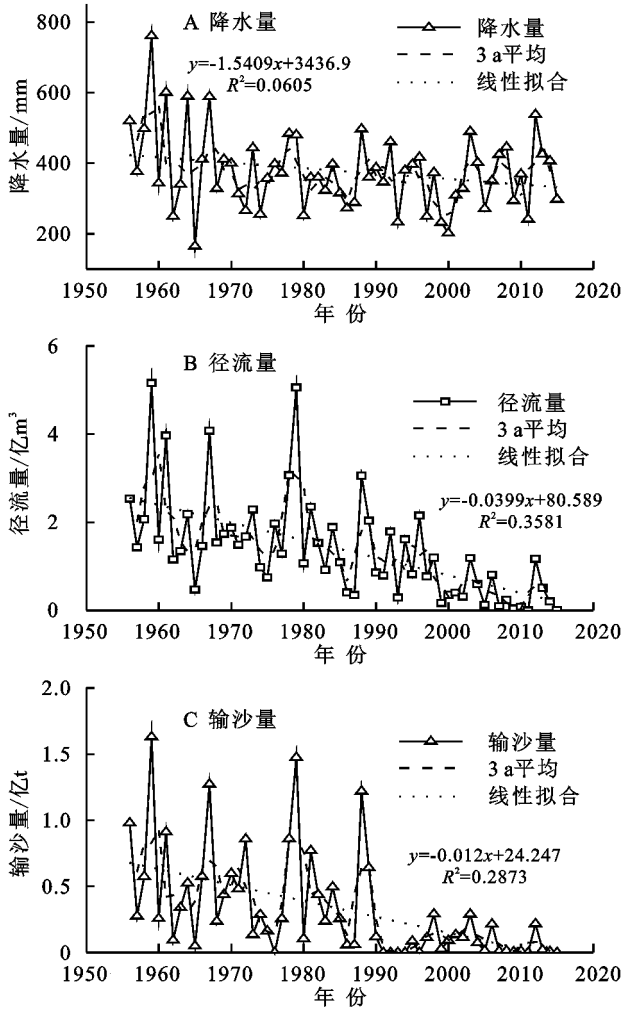 A 降水量
降水量
y=-1.5409x+3436.9
3 a平均
R²=0.0605
线性拟合
降水量/mm
800
600
400
200
1950 1960 1970 1980 1990 2000 2010 2020
年 份
B 径流量
径流量
3 a平均
线性拟合
y=-0.0399x+80.589
R²=0.3581
径流量/亿m³
6
4
2
0
1950 1960 1970 1980 1990 2000 2010 2020
年 份
C 输沙量
输沙量
3 a平均
线性拟合
y=-0.012x+24.247
R²=0.2873
输沙量/亿t
2.0
1.5
1.0
0.5
0
1950 1960 1970 1980 1990 2000 2010 2020
年 份